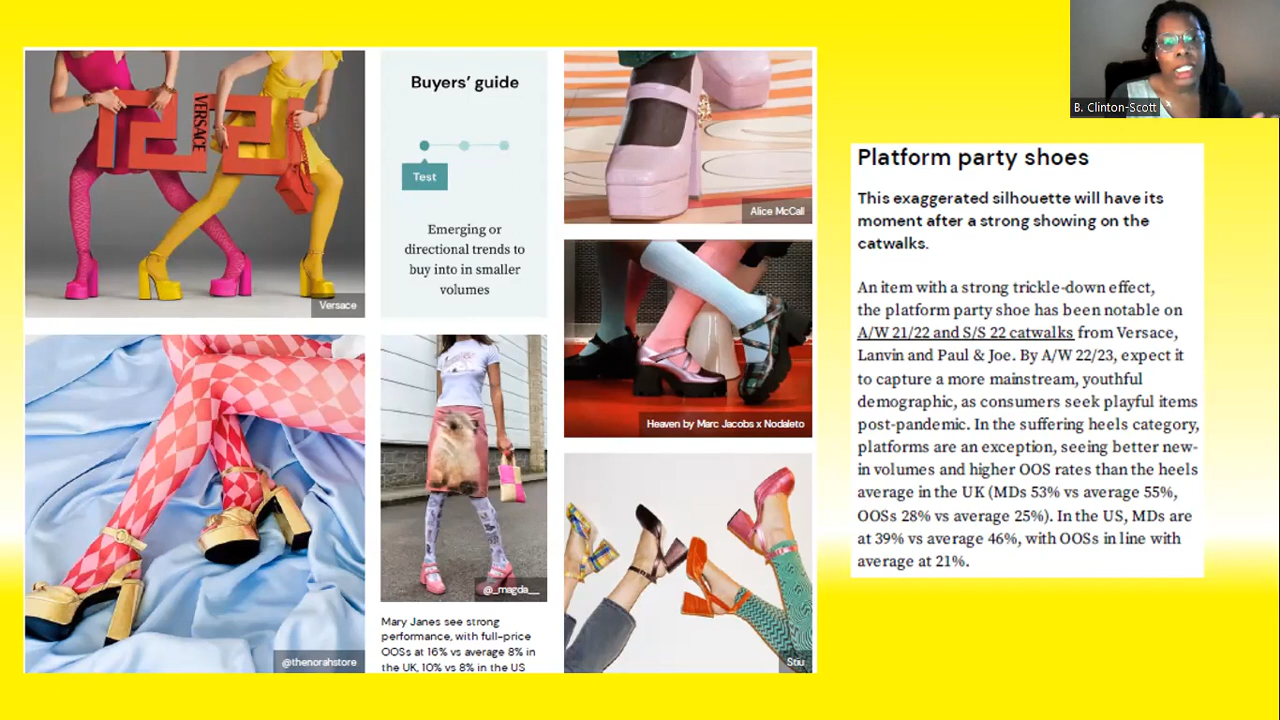 VERSACE
Versace
Buyers' guide
Test
Emerging or
directional trends to
buy into in smaller
volumes
Alice McCall
Heaven by Marc Jacobs x Nodaleto
@thenorahstore
@_magda__
Mary Janes see strong
performance, with full-price
OOSs at 16% vs average 8% in
the UK, 10% vs 8% in the US
Stiu
B. Clinton-Scott
Platform party shoes
This exaggerated silhouette will have its
moment after a strong showing on the
catwalks.
An item with a strong trickle-down effect,
the platform party shoe has been notable on
A/W 21/22 and S/S 22 catwalks from Versace,
Lanvin and Paul & Joe. By A/W 22/23, expect it
to capture a more mainstream, youthful
demographic, as consumers seek playful items
post-pandemic. In the suffering heels category,
platforms are an exception, seeing better new-
in volumes and higher OOS rates than the heels
average in the UK (MDs 53% vs average 55%,
OOSs 28% vs average 25%). In the US, MDs are
at 39% vs average 46%, with OOSs in line with
average at 21%.